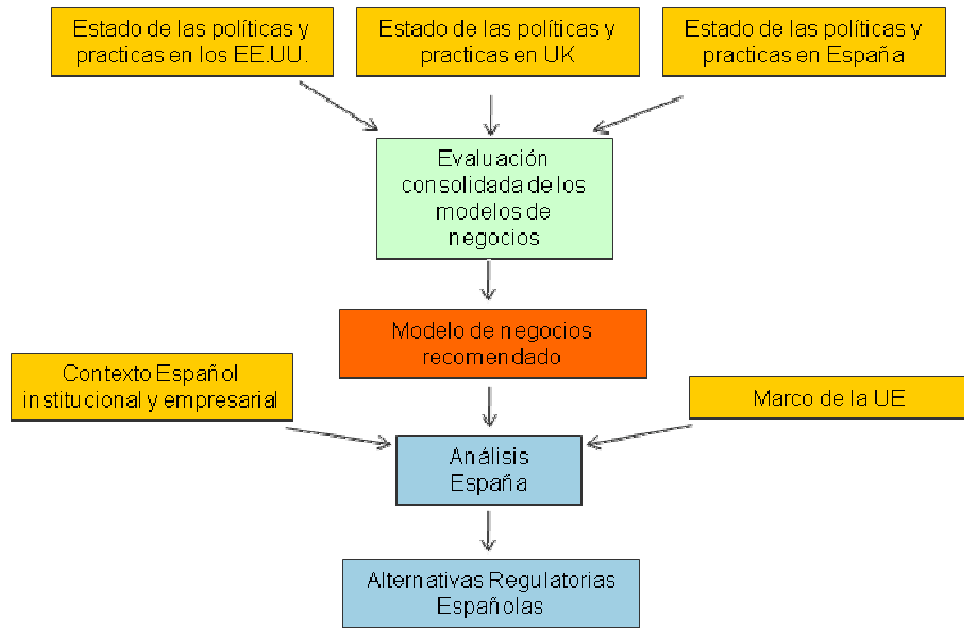 Estado de las políticas y
practicas en los EE.UU.
Estado de las políticas y
practicas en UK
Estado de las políticas y
practicas en España
Evaluación
consolidada de los
modelos de
negocios
Modelo de negocios
recomendado
Contexto Español
institucional y empresarial
Marco de la UE
Análisis
España
Alternativas Regulatorias
Españolas